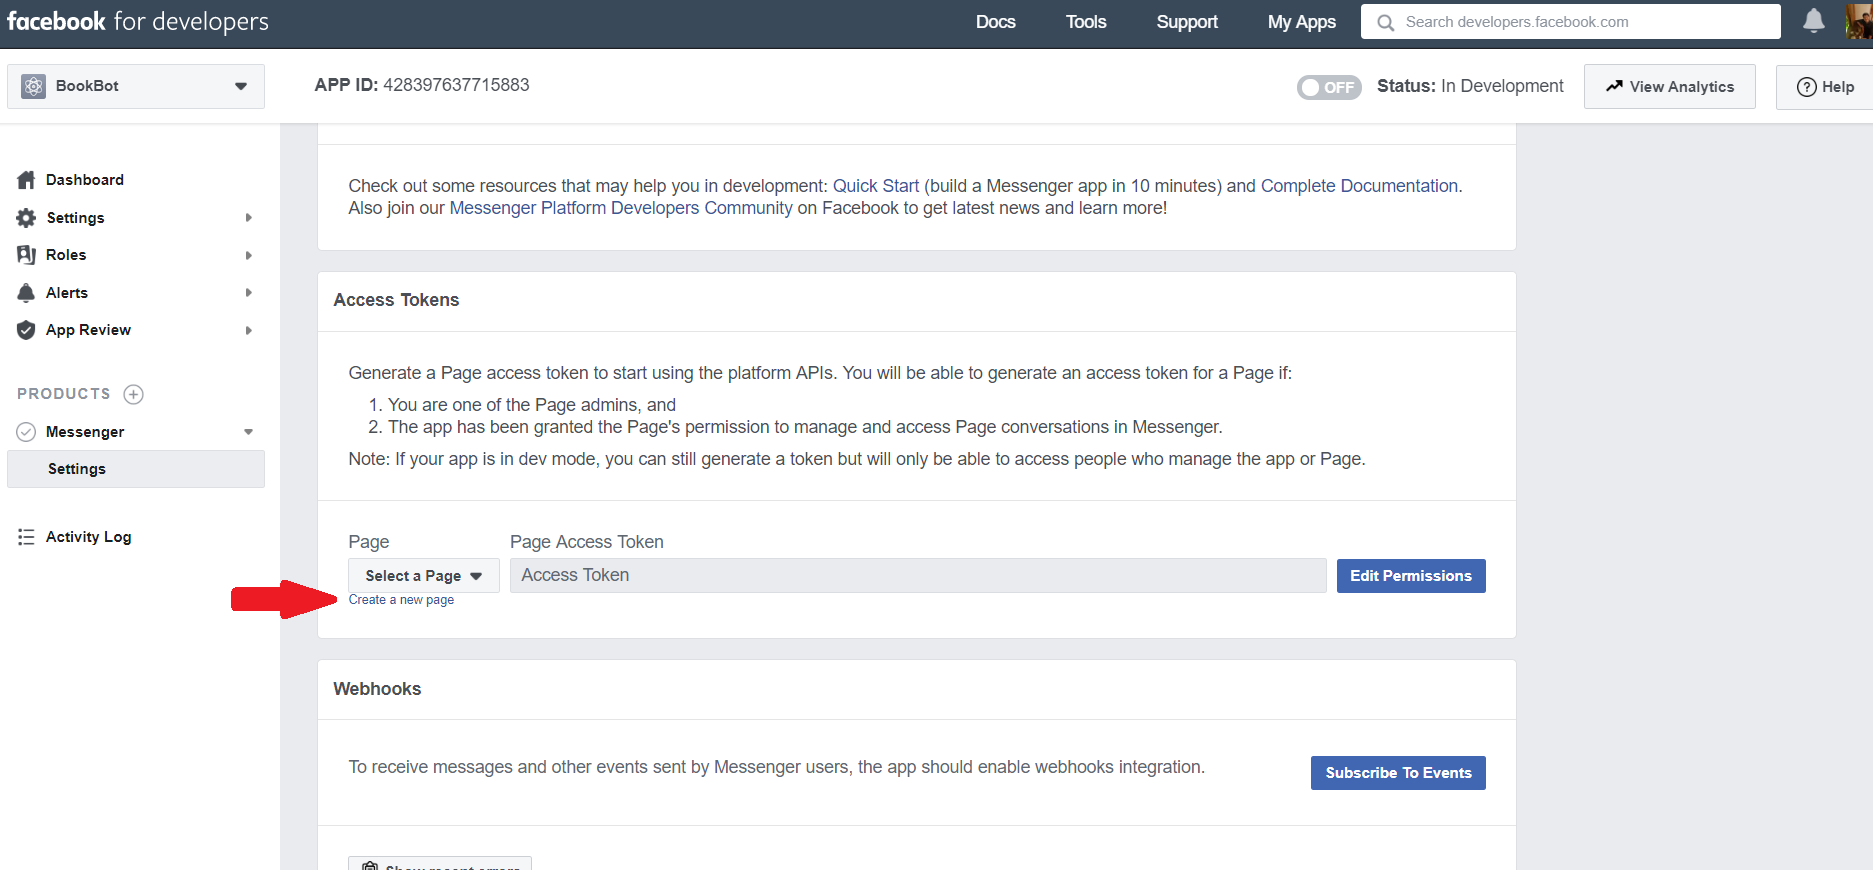 facebook for developers
Docs
Tools
Support
My Apps
Search developers.facebook.com
BookBot
APP ID: 428397637715883
OFF
Status: In Development
View Analytics
? Help
Dashboard
Settings
Roles
Alerts
App Review
PRODUCTS
Messenger
Settings
Activity Log
Check out some resources that may help you in development: Quick Start (build a Messenger app in 10 minutes) and Complete Documentation.
Also join our Messenger Platform Developers Community on Facebook to get latest news and learn more!
Access Tokens
Generate a Page access token to start using the platform APIs. You will be able to generate an access token for a Page if:
1. You are one of the Page admins, and
2. The app has been granted the Page's permission to manage and access Page conversations in Messenger.
Note: If your app is in dev mode, you can still generate a token but will only be able to access people who manage the app or Page.
Page
Page Access Token
Select a Page
Access Token
Edit Permissions
Create a new page
Webhooks
To receive messages and other events sent by Messenger users, the app should enable webhooks integration.
Subscribe To Events
Show recent errors